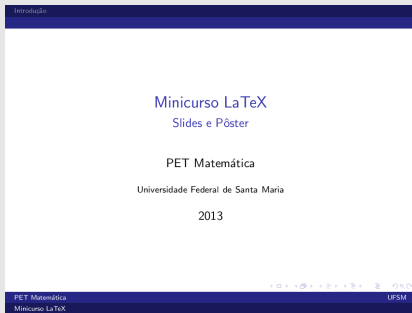 Introdução
Minicurso LaTeX
Slides e Pôster
PET Matemática
Universidade Federal de Santa Maria
2013
PET Matemática UFSM
Minicurso LaTeX